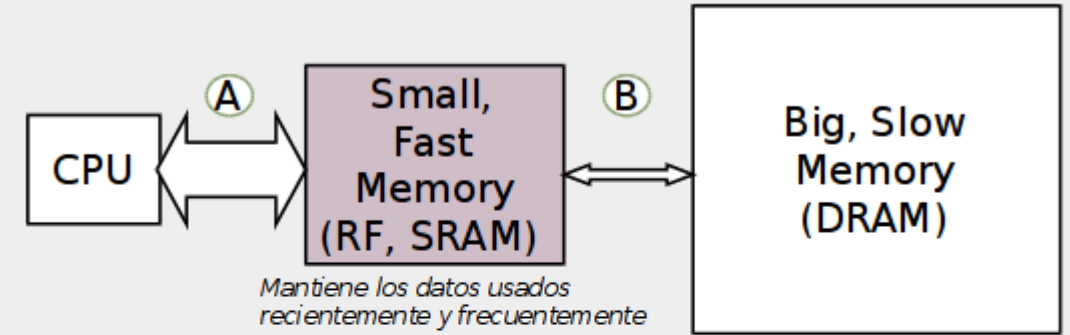 CPU
A
Small,
Fast
Memory
(RF, SRAM)
Mantiene los datos usados
recientemente y frecuentemente
B
Big, Slow
Memory
(DRAM)